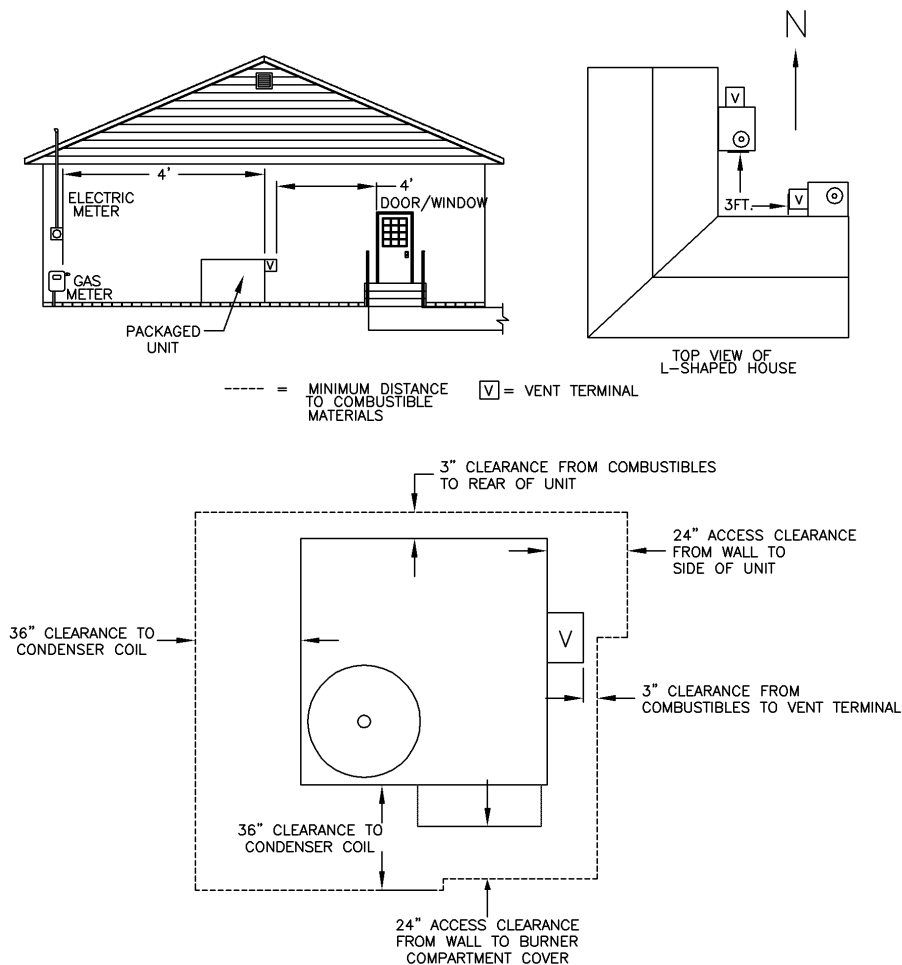 N
4'
4'
ELECTRIC
METER
DOOR/WINDOW
V
GAS
METER
PACKAGED
UNIT
V
3FT.
V
TOP VIEW OF
L-SHAPED HOUSE
---- = MINIMUM DISTANCE
TO COMBUSTIBLE
MATERIALS
V = VENT TERMINAL
3" CLEARANCE FROM COMBUSTIBLES
TO REAR OF UNIT
24" ACCESS CLEARANCE
FROM WALL TO
SIDE OF UNIT
36" CLEARANCE TO
CONDENSER COIL
V
3" CLEARANCE FROM
COMBUSTIBLES TO VENT TERMINAL
36" CLEARANCE TO
CONDENSER COIL
24" ACCESS CLEARANCE
FROM WALL TO BURNER
COMPARTMENT COVER